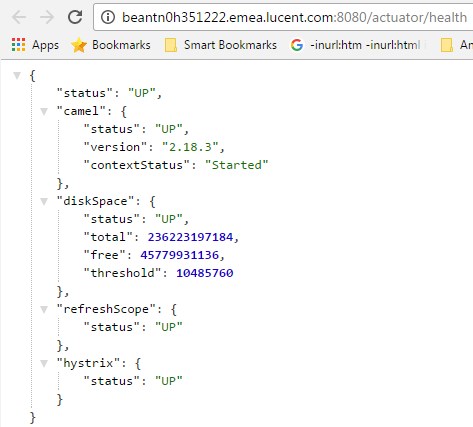 beantn0h351222.emea.lucent.com:8080/actuator/health
Apps Bookmarks Smart Bookmarks -inurl:htm -inurl:html An
{
"status": "UP",
"camel": {
"status": "UP",
"version": "2.18.3",
"contextStatus": "Started"
},
"diskSpace": {
"status": "UP",
"total": 236223197184,
"free": 45779931136,
"threshold": 10485760
},
"refreshScope": {
"status": "UP"
},
"hystrix": {
"status": "UP"
}
}